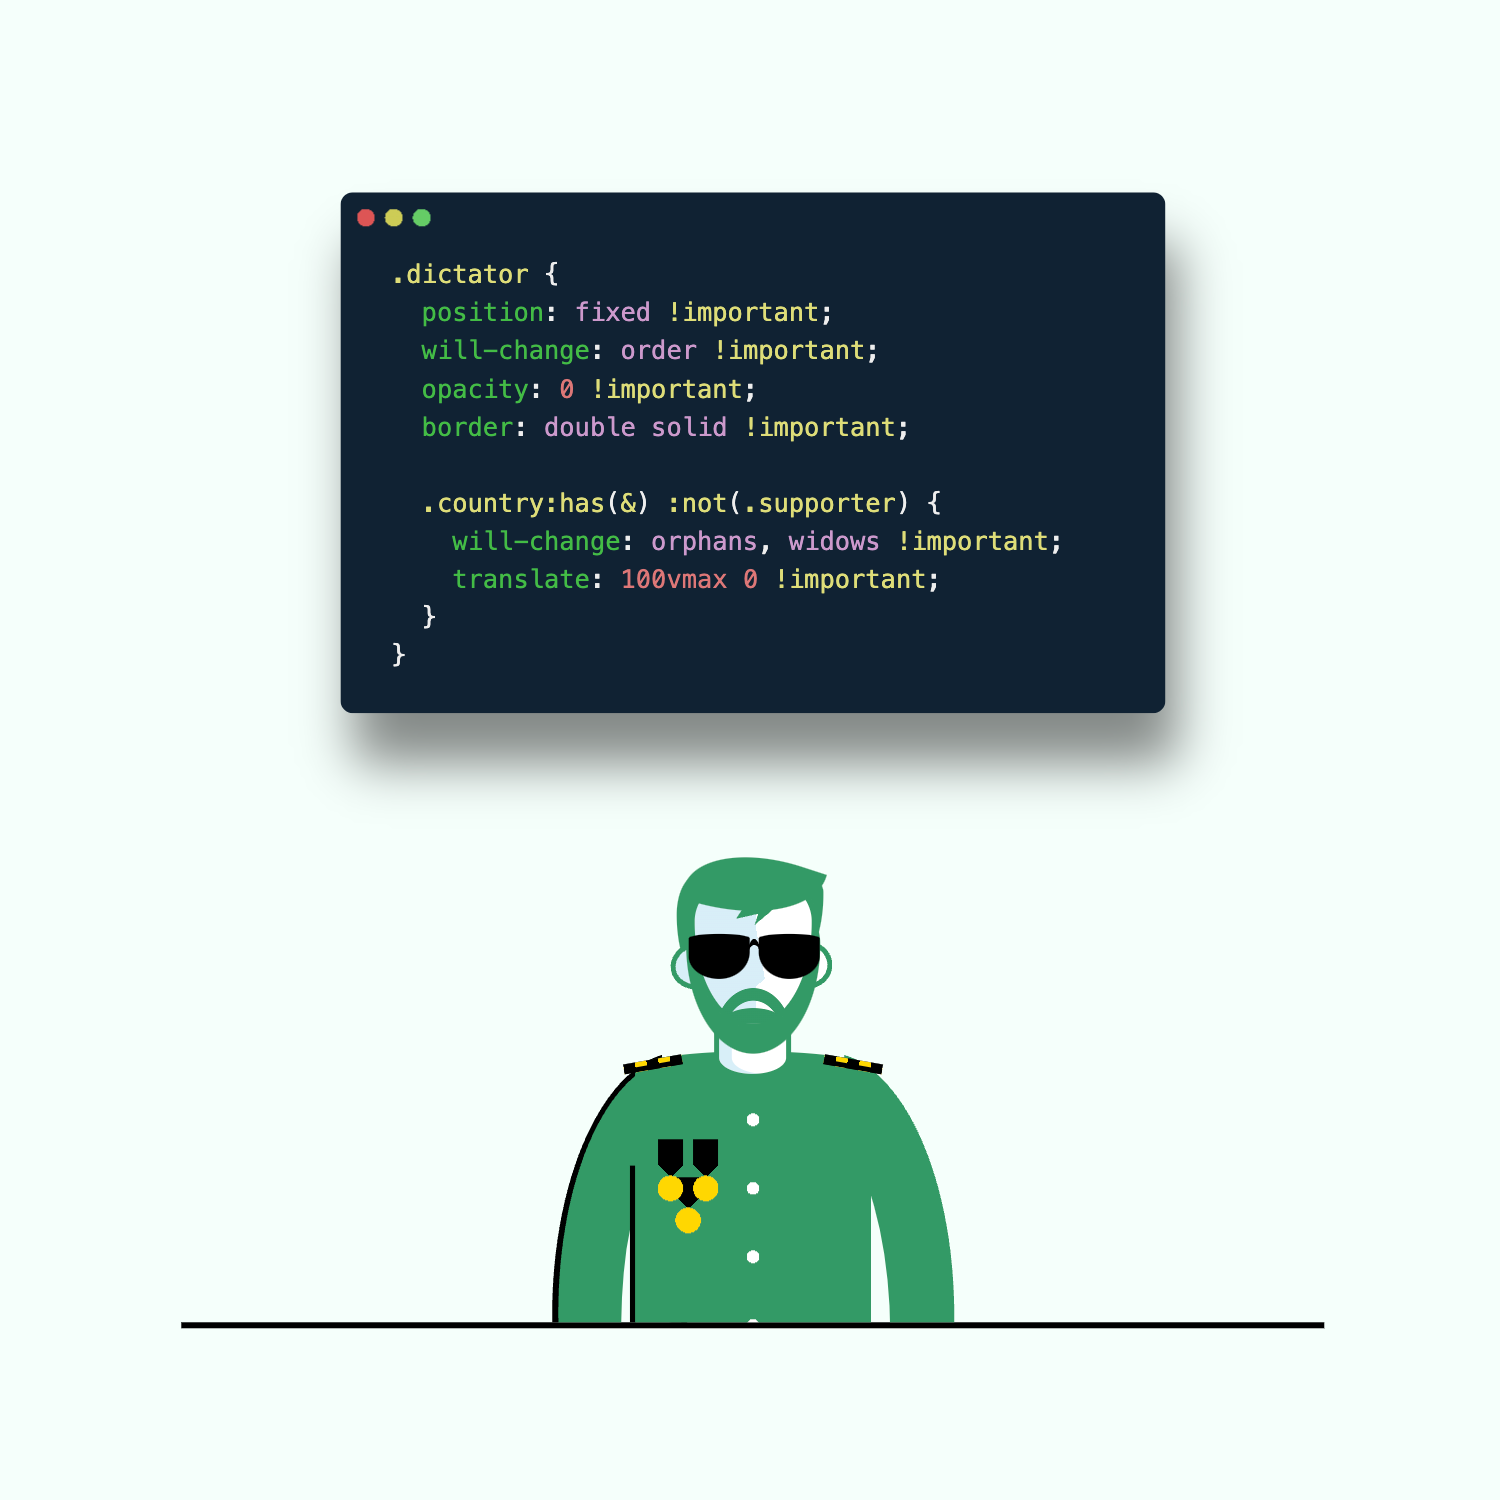 .dictator {
position: fixed !important;
will-change: order !important;
opacity: 0 !important;
border: double solid !important;
.country:has(&) :not(.supporter) {
will-change: orphans, widows !important;
translate: 100vmax 0 !important;
}
}